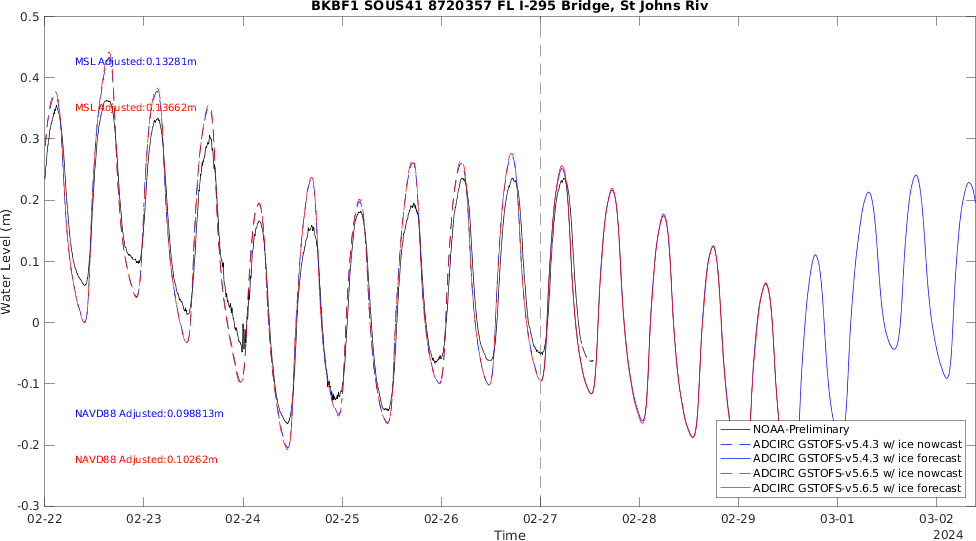 BKBF1 SOUS41 8720357 FL I-295 Bridge, St Johns Riv
0.5
0.4
0.3
0.2
0.1
0
-0.1
-0.2
-0.3
Water Level (m)
MSL Adjusted:0.13281m
MSL Adjusted:0.13662m
NAVD88 Adjusted:0.098813m
NAVD88 Adjusted:0.10262m
NOAA-Preliminary
ADCIRC GSTOFS-v5.4.3 w/ ice nowcast
ADCIRC GSTOFS-v5.4.3 w/ ice forecast
ADCIRC GSTOFS-v5.6.5 w/ ice nowcast
ADCIRC GSTOFS-v5.6.5 w/ ice forecast
02-22 02-23 02-24 02-25 02-26 02-27 02-28 02-29 03-01 03-02
Time
2024